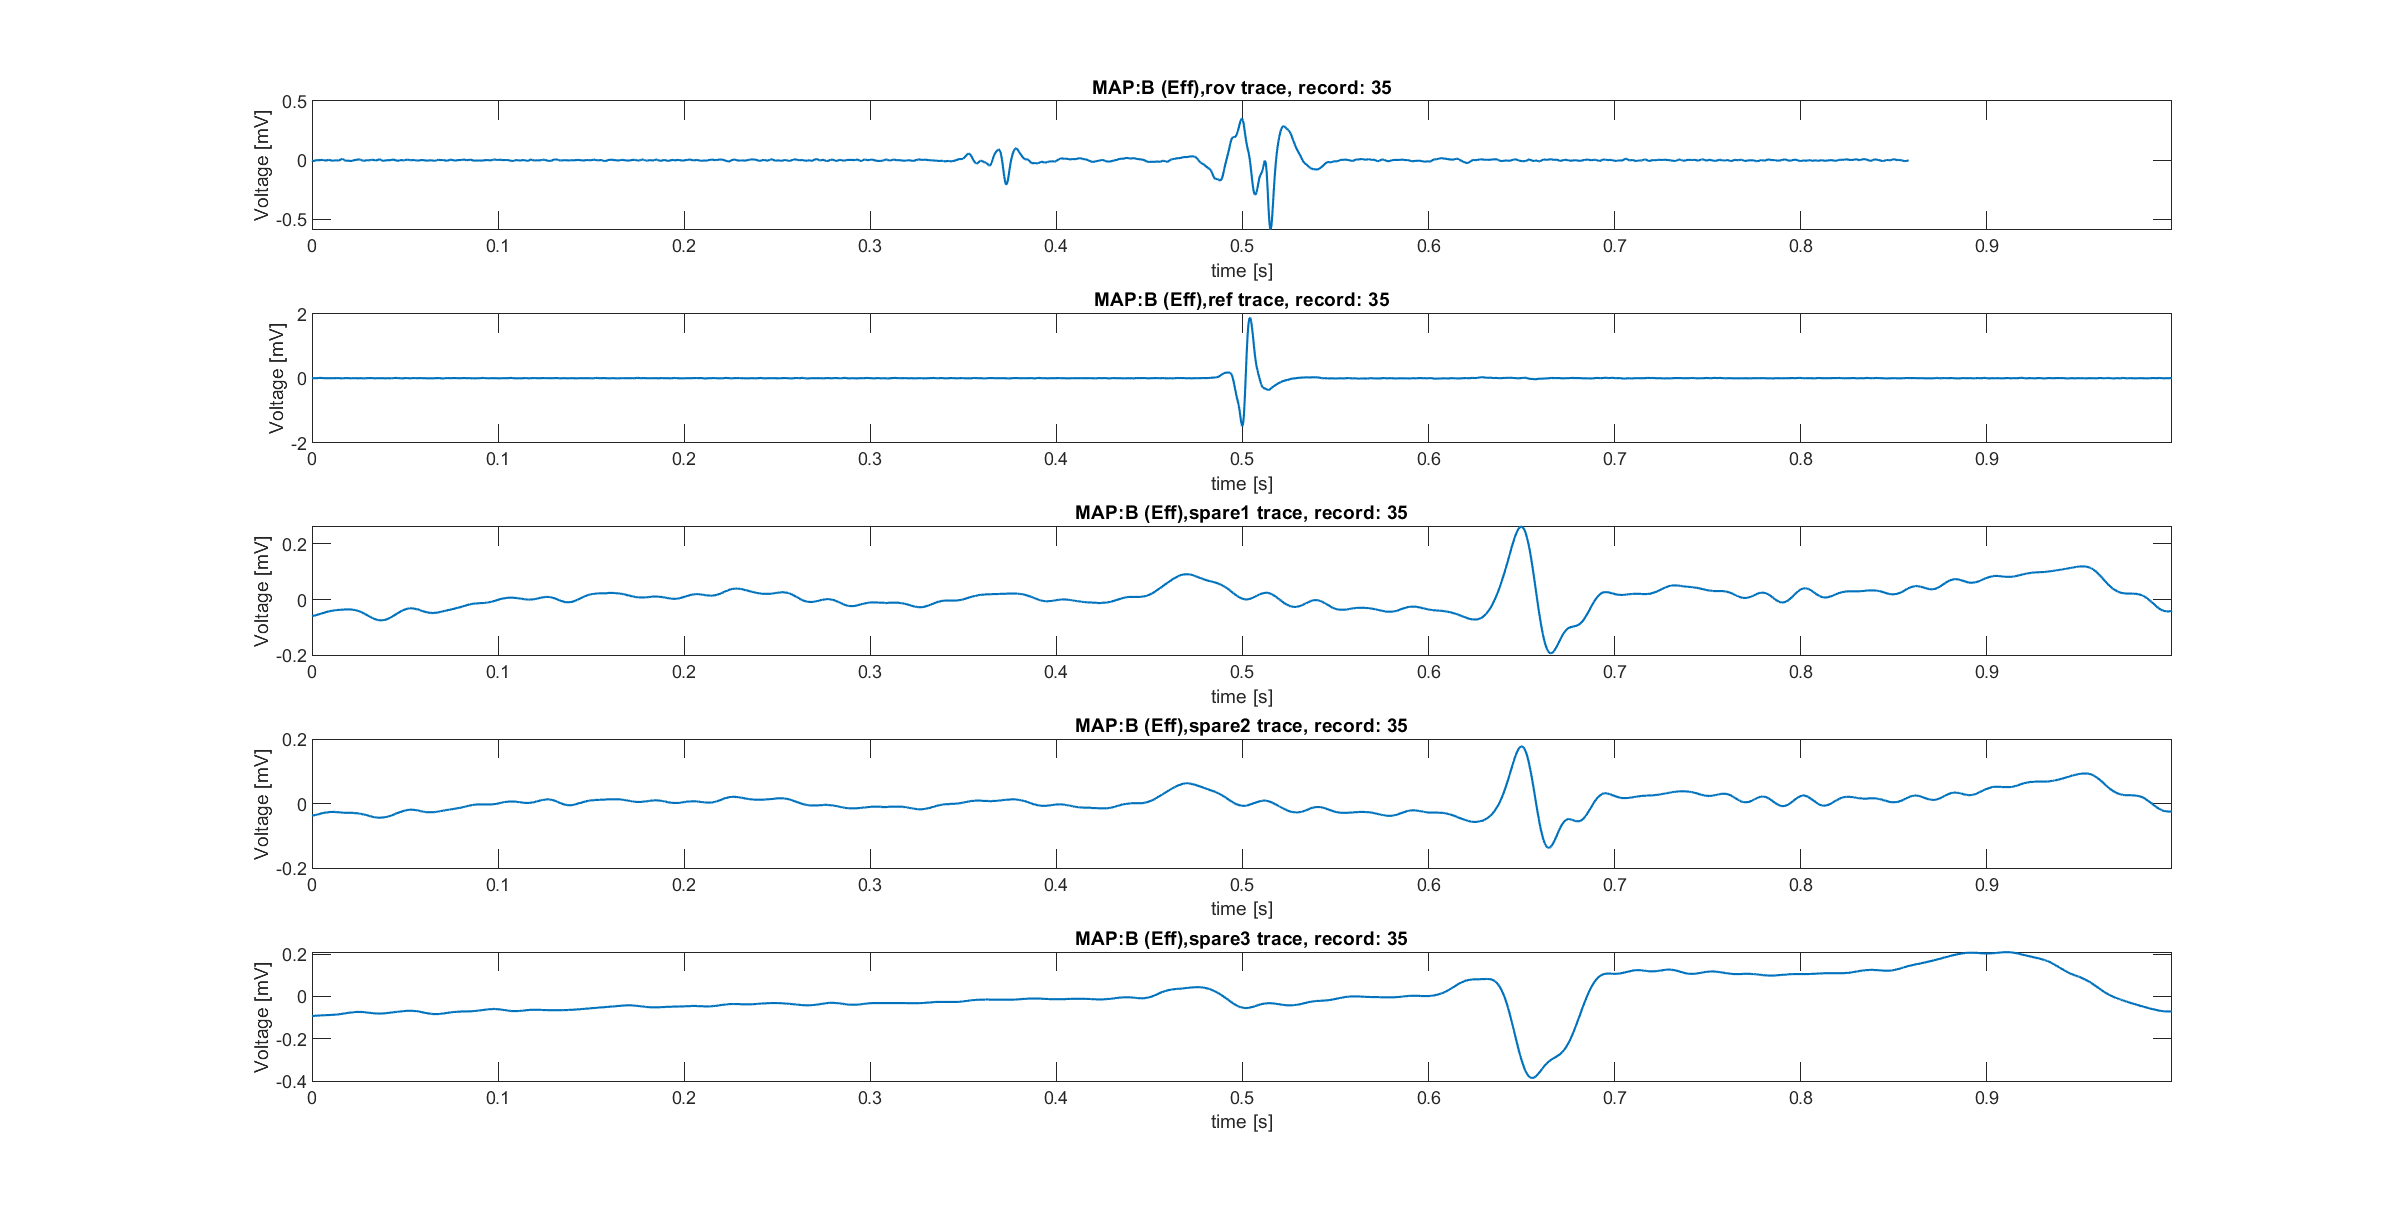 MAP:B (Eff),rov trace, record: 35
0.5
0
-0.5
Voltage [mV]
0 0.1 0.2 0.3 0.4 0.5 0.6 0.7 0.8 0.9
time [s]
MAP:B (Eff),ref trace, record: 35
2
0
-2
Voltage [mV]
0 0.1 0.2 0.3 0.4 0.5 0.6 0.7 0.8 0.9
time [s]
MAP:B (Eff),spare1 trace, record: 35
0.2
0
-0.2
Voltage [mV]
0 0.1 0.2 0.3 0.4 0.5 0.6 0.7 0.8 0.9
time [s]
MAP:B (Eff),spare2 trace, record: 35
0.2
0
-0.2
Voltage [mV]
0 0.1 0.2 0.3 0.4 0.5 0.6 0.7 0.8 0.9
time [s]
MAP:B (Eff),spare3 trace, record: 35
0.2
0
-0.2
-0.4
Voltage [mV]
0 0.1 0.2 0.3 0.4 0.5 0.6 0.7 0.8 0.9
time [s]